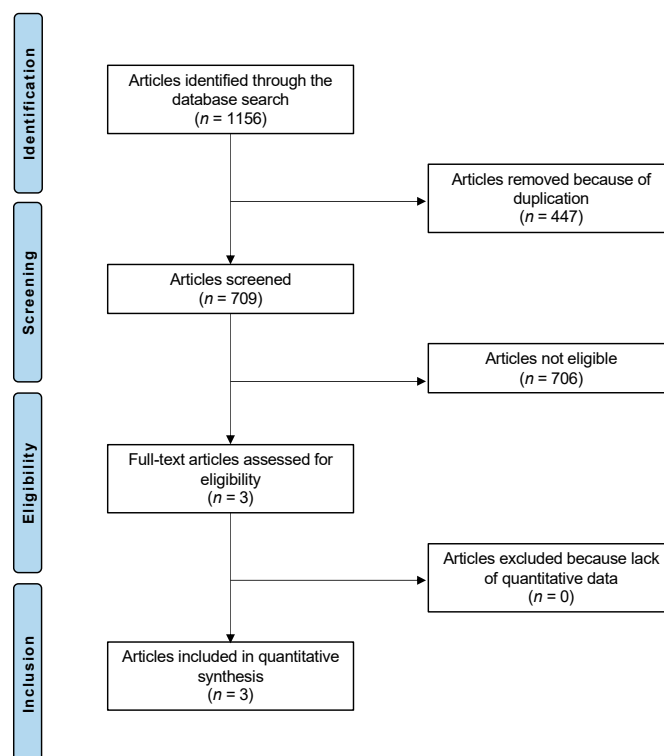 Identification
Articles identified through the
database search
(n = 1156)
Articles removed because of
duplication
(n = 447)
Screening
Articles screened
(n = 709)
Articles not eligible
(n = 706)
Eligibility
Full-text articles assessed for
eligibility
(n = 3)
Articles excluded because lack
of quantitative data
(n = 0)
Inclusion
Articles included in quantitative
synthesis
(n = 3)